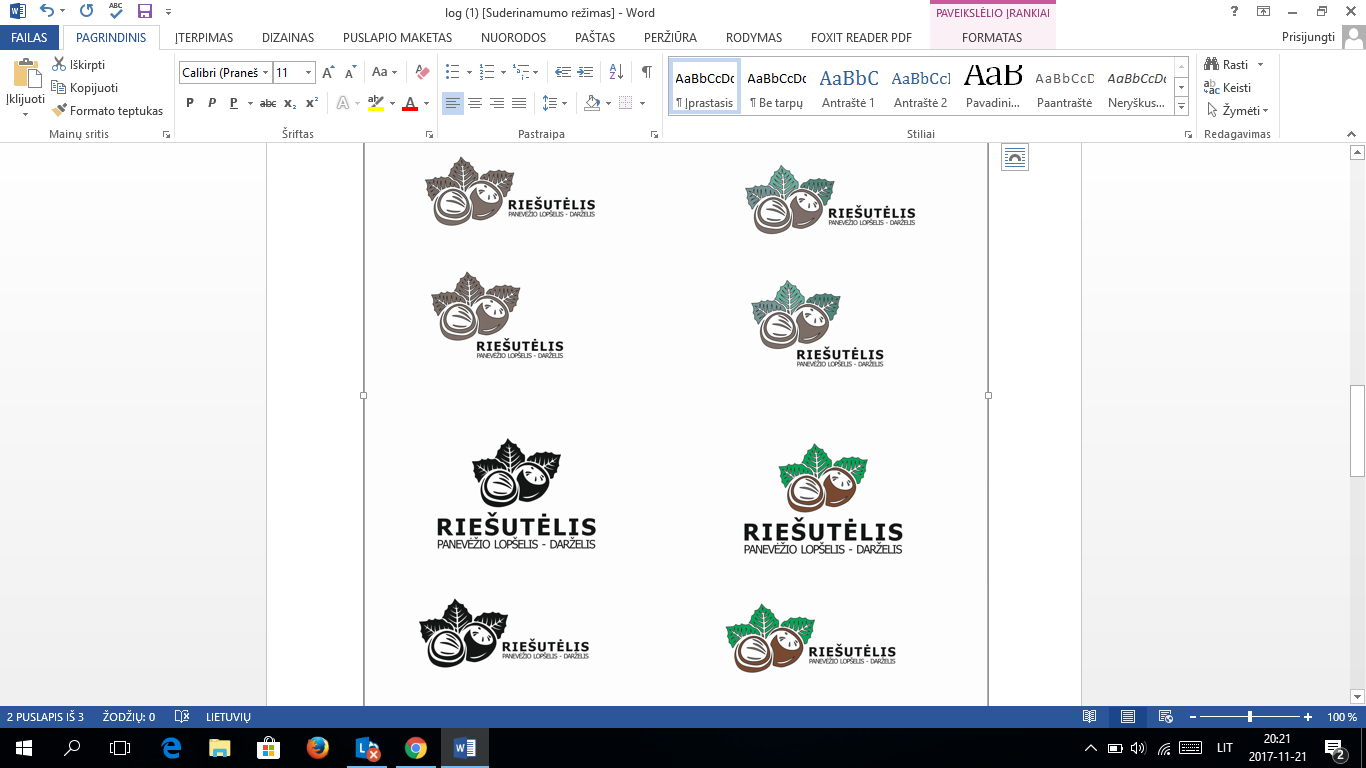 log (1) [Suderinamumo režimas] - Word
PAVEIKSLĖLIO ĮRANKIAI
FAILAS PAGRINDINIS ĮTERPIMAS DIZAINAS PUSLAPIO MAKETAS NUORODOS PAŠTAS PERŽIŪRA RODYMAS FOXIT READER PDF FORMATAS Prisijungti
Įklijuoti
Iškirpti
Kopijuoti
Formato teptukas
Mainų sritis
Calibri (Praneš 11
Šriftas
Pastraipa
AaBbCcDc AaBbCcDc AaBbC AaBbCcI AaB AaBbCcD AaBbCcDc
¶ Įprastasis ¶ Be tarpų Antraštė 1 Antraštė 2 Pavadini... Paantraštė Neryškus...
Stiliai
Rasti
Keisti
Žymėti
Redagavimas
RIEŠUTĖLIS
PANEVĖŽIO LOPŠELIS - DARŽELIS
RIEŠUTĖLIS
PANEVĖŽIO LOPŠELIS - DARŽELIS
RIEŠUTĖLIS
PANEVĖŽIO LOPŠELIS - DARŽELIS
RIEŠUTĖLIS
PANEVĖŽIO LOPŠELIS - DARŽELIS
RIEŠUTĖLIS
PANEVĖŽIO LOPŠELIS - DARŽELIS
RIEŠUTĖLIS
PANEVĖŽIO LOPŠELIS - DARŽELIS
RIEŠUTĖLIS
PANEVĖŽIO LOPŠELIS - DARŽELIS
RIEŠUTĖLIS
PANEVĖŽIO LOPŠELIS - DARŽELIS
2 PUSLAPIS IŠ 3 ŽODŽIŲ: 0 LIETUVIŲ 100 %
LIT
20:21
2017-11-21
2